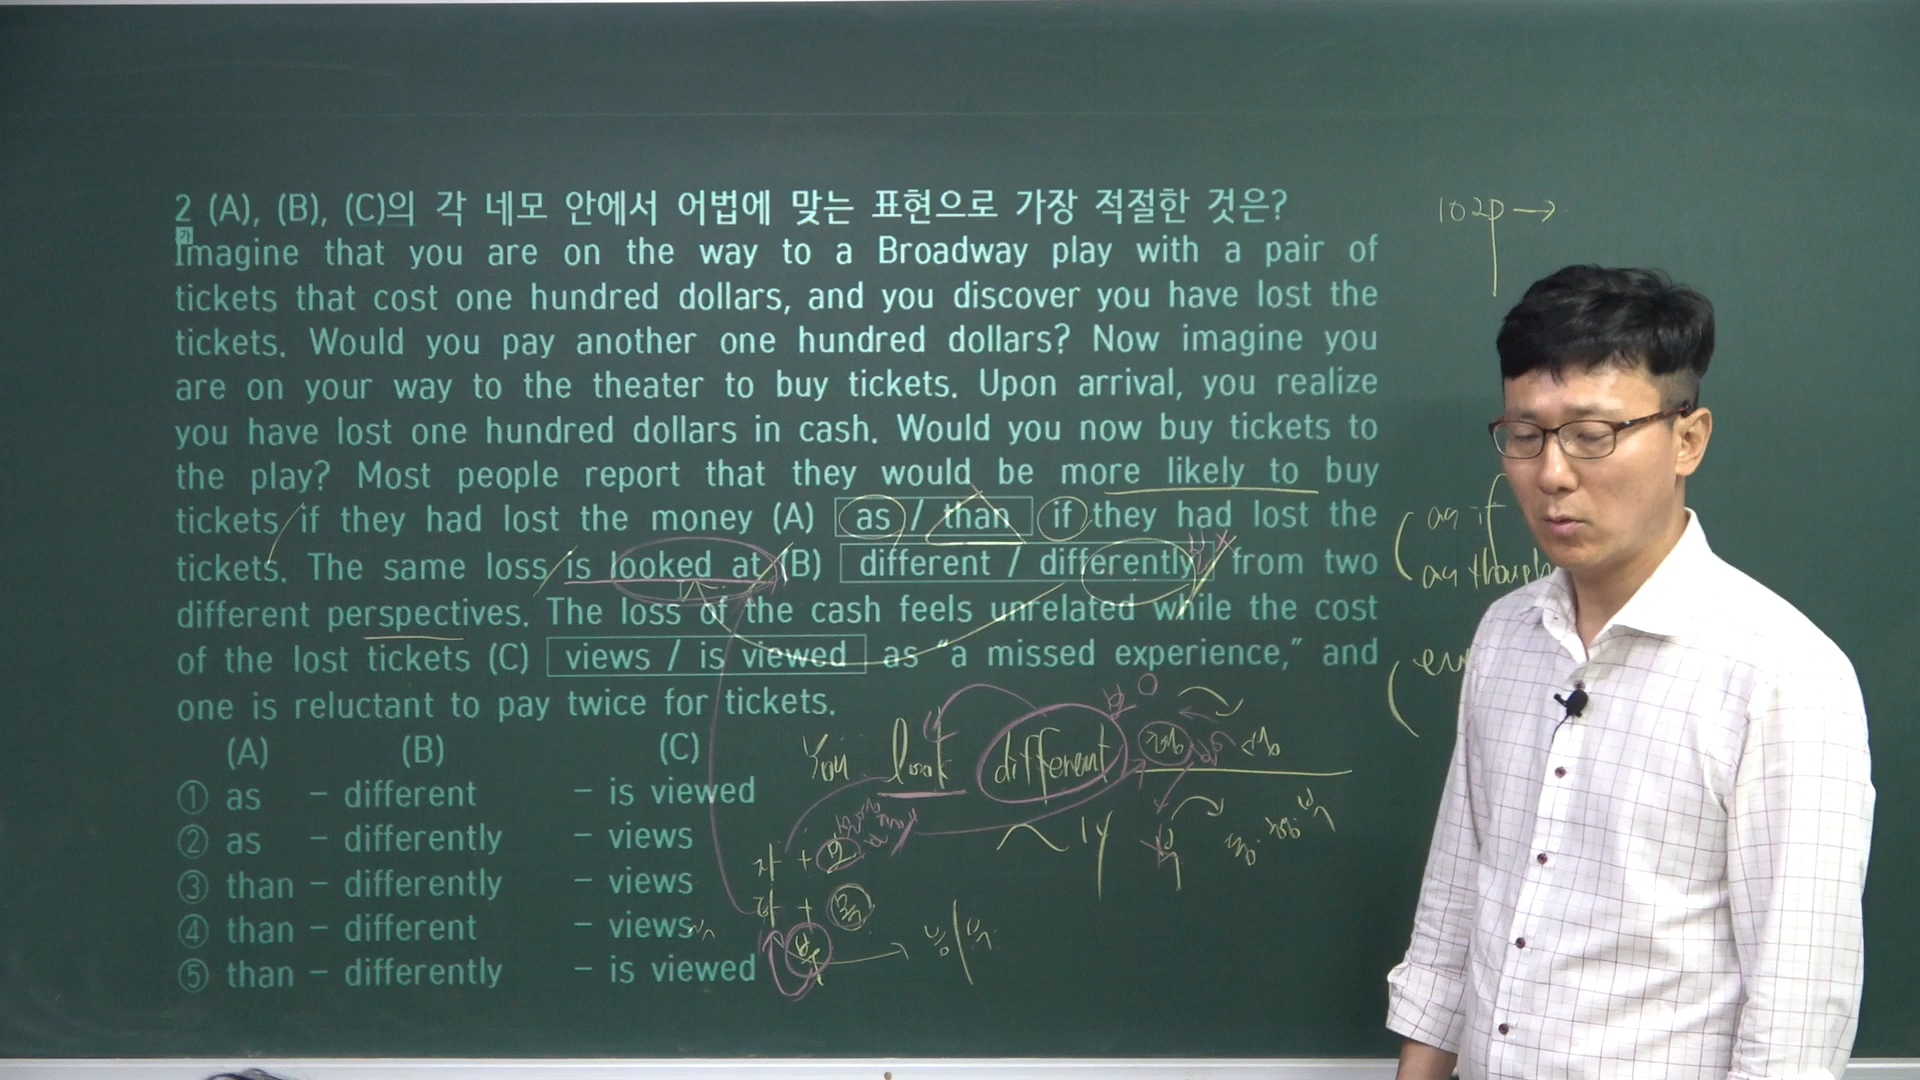 2 (A), (B), (C)의 각 네모 안에서 어법에 맞는 표현으로 가장 적절한 것은?
Imagine that you are on the way to a Broadway play with a pair of
tickets that cost one hundred dollars, and you discover you have lost the
tickets. Would you pay another one hundred dollars? Now imagine you
are on your way to the theater to buy tickets. Upon arrival, you realize
you have lost one hundred dollars in cash. Would you now buy tickets to
the play? Most people report that they would be more likely to buy
tickets if they had lost the money (A) as / than if they had lost the
tickets. The same loss is looked at (B) different / differently from two
different perspectives. The loss of the cash feels unrelated while the cost
of the lost tickets (C) views / is viewed as “a missed experience,” and
one is reluctant to pay twice for tickets.
(A) (B) (C)
① as – different – is viewed
② as – differently – views
③ than – differently – views
④ than – different – views
⑤ than – differently – is viewed
102p →
as if
as though
You look different
ly